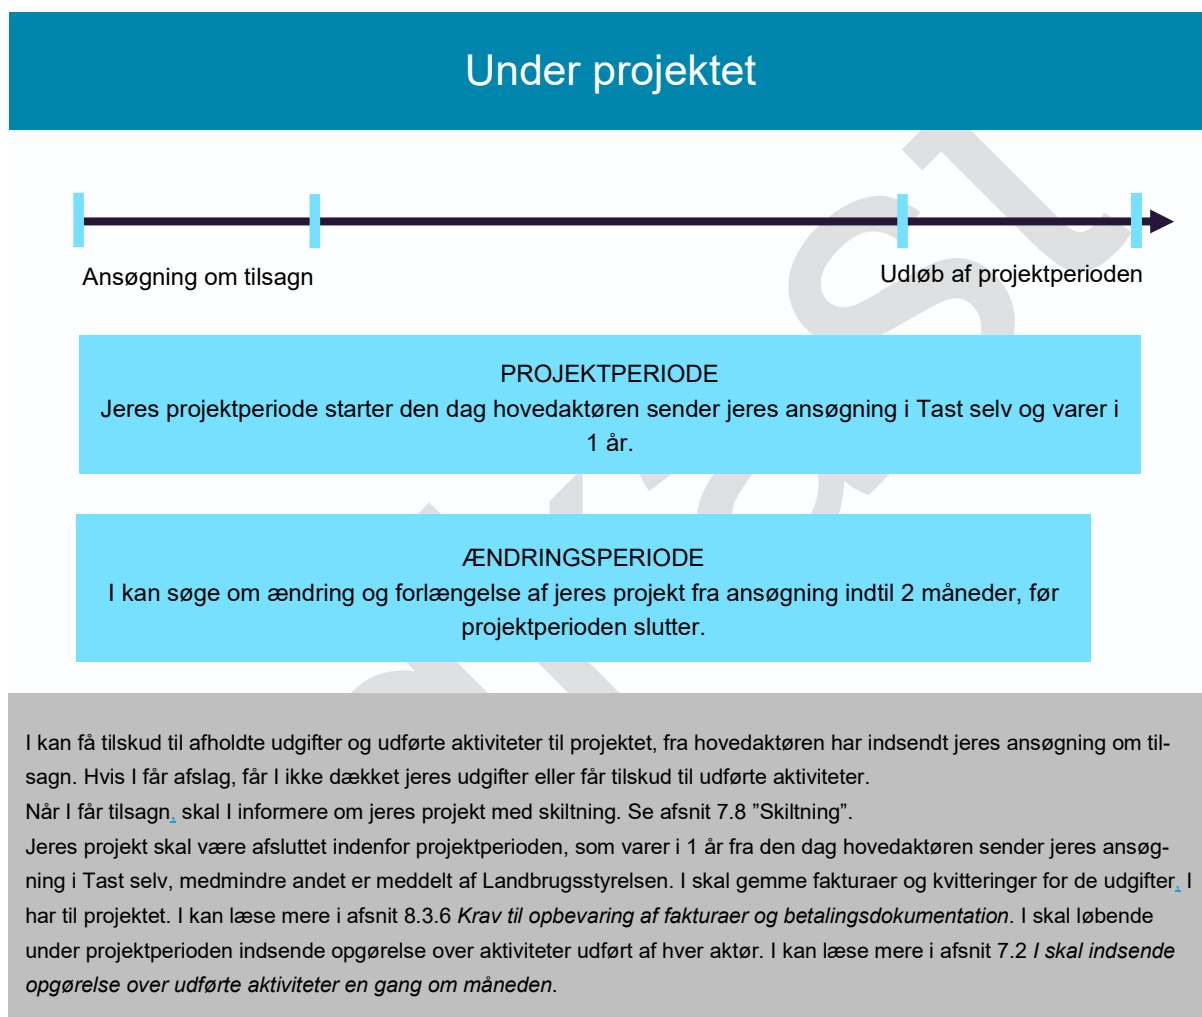 Under projektet
Ansøgning om tilsagn
Udløb af projektperioden
PROJEKTPERIODE
Jeres projektperiode starter den dag hovedaktøren sender jeres ansøgning i Tast selv og varer i
1 år.
ÆNDRINGSPERIODE
I kan søge om ændring og forlængelse af jeres projekt fra ansøgning indtil 2 måneder, før
projektperioden slutter.
I kan få tilskud til afholdte udgifter og udførte aktiviteter til projektet, fra hovedaktøren har indsendt jeres ansøgning om til-
sagn. Hvis I får afslag, får I ikke dækket jeres udgifter eller får tilskud til udførte aktiviteter.
Når I får tilsagn, skal I informere om jeres projekt med skiltning. Se afsnit 7.8 ”Skiltning”.
Jeres projekt skal være afsluttet indenfor projektperioden, som varer i 1 år fra den dag hovedaktøren sender jeres ansøg-
ning i Tast selv, medmindre andet er meddelt af Landbrugsstyrelsen. I skal gemme fakturaer og kvitteringer for de udgifter, I
har til projektet. I kan læse mere i afsnit 8.3.6 Krav til opbevaring af fakturaer og betalingsdokumentation. I skal løbende
under projektperioden indsende opgørelse over aktiviteter udført af hver aktør. I kan læse mere i afsnit 7.2 I skal indsende
opgørelse over udførte aktiviteter en gang om måneden.